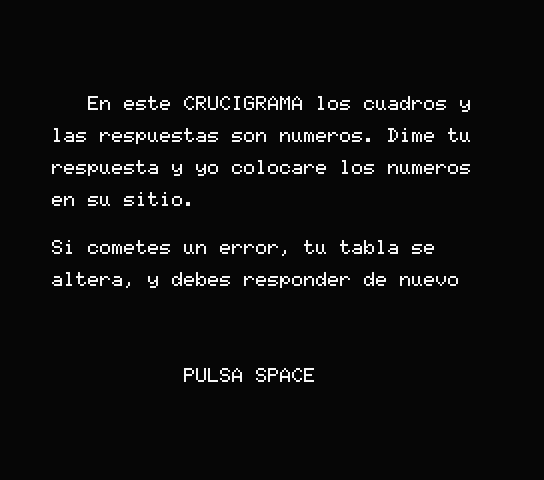 En este CRUCIGRAMA los cuadros y
las respuestas son numeros. Dime tu
respuesta y yo colocare los numeros
en su sitio.
Si cometes un error, tu tabla se
altera, y debes responder de nuevo
PULSA SPACE